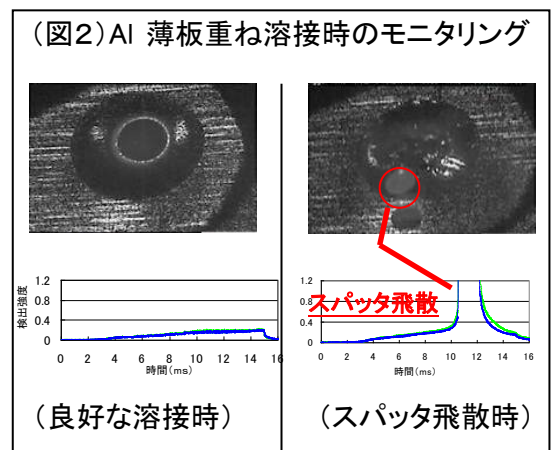 (図2)Al 薄板重ね溶接時のモニタリング
検出強度
1.2
0.8
0.4
0
0 2 4 6 8 10 12 14 16
時間(ms)
(良好な溶接時)
1.2
0.8
0.4
0
スパッタ飛散
0 2 4 6 8 10 12 14 16
時間(ms)
(スパッタ飛散時)